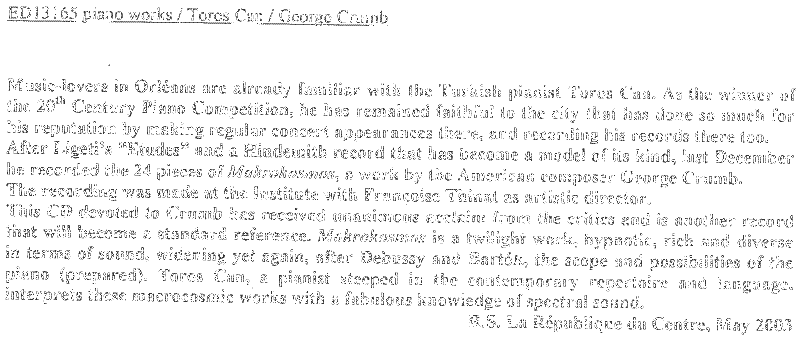 ED13165 piano works / Toros Can / George Crumb
Music-lovers in Orléans are already familiar with the Turkish pianist Toros Can. As the winner of
the 20th Century Piano Competition, he has remained faithful to the city that has done so much for
his reputation by making regular concert appearances there, and recording his records there too.
After Ligeti's "Etudes" and a Hindemith record that has become a model of its kind, last December
he recorded the 24 pieces of Makrokosmos, a work by the American composer George Crumb.
The recording was made at the Institute with Françoise Thinat as artistic director.
This CD devoted to Crumb has received unanimous acclaim from the critics and is another record
that will become a standard reference. Makrokosmos is a twilight work, hypnotic, rich and diverse
in terms of sound, widening yet again, after Debussy and Bartók, the scope and possibilities of the
piano (prepared). Toros Can, a pianist steeped in the contemporary repertoire and language,
interprets these macrocosmic works with a fabulous knowledge of spectral sound.
R.S. La République du Centre, May 2003